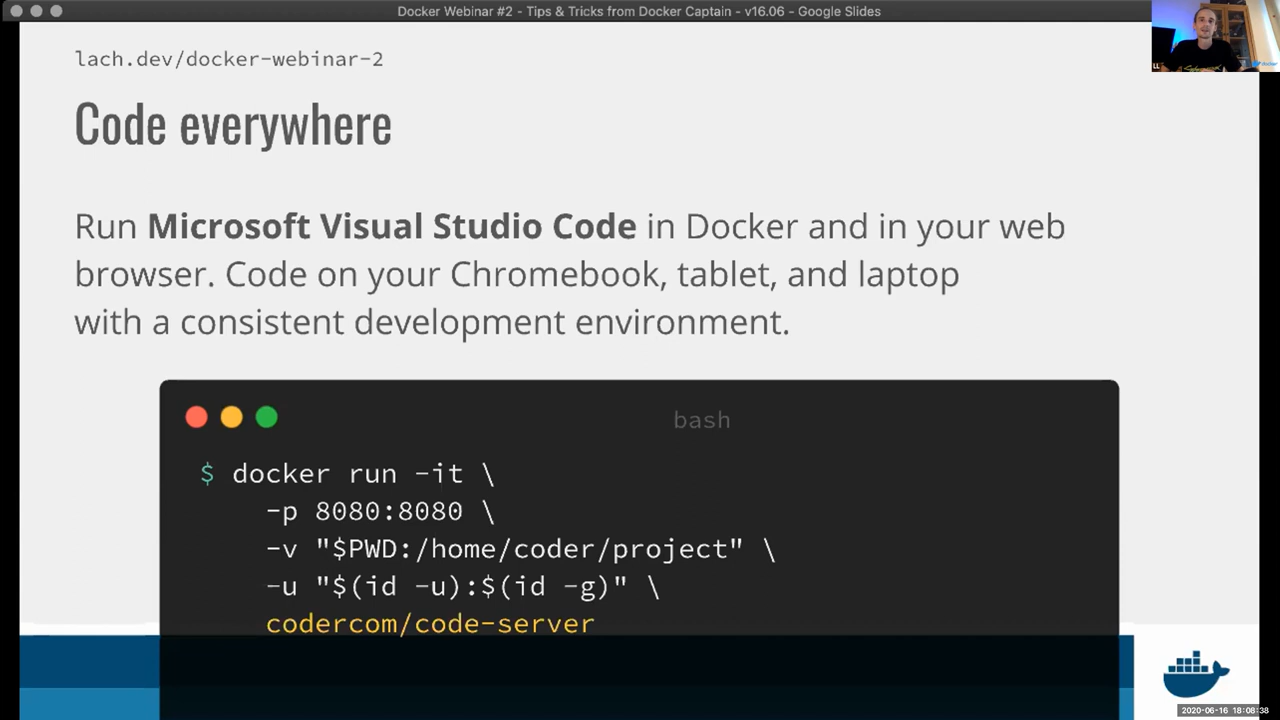 Docker Webinar #2 - Tips & Tricks from Docker Captain - v16.06 - Google Slides
lach.dev/docker-webinar-2
Code everywhere
Run Microsoft Visual Studio Code in Docker and in your web
browser. Code on your Chromebook, tablet, and laptop
with a consistent development environment.
bash
$ docker run -it \
-p 8080:8080 \
-v "$PWD:/home/coder/project" \
-u "$(id -u):$(id -g)" \
codercom/code-server
docker
2020-06-16 18:08:38